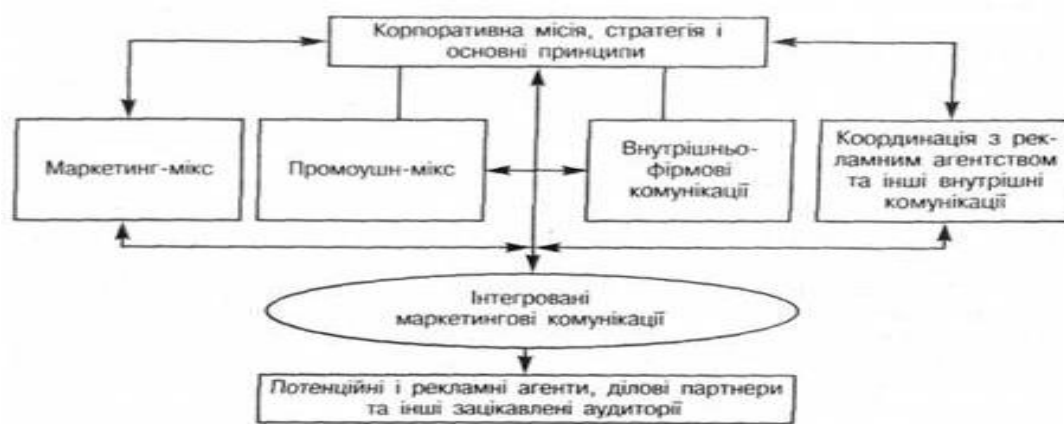 Корпоративна місія, стратегія і
основні принципи
Маркетинг-мікс
Промоушн-мікс
Внутрішньо-
фірмові
комунікації
Координація з рек-
ламним агентством
та інші внутрішні
комунікації
Інтегровані
маркетингові комунікації
Потенційні і рекламні агенти, ділові партнери
та інші зацікавлені аудиторії